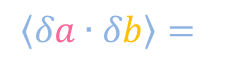 ⟨δa · δb⟩ =